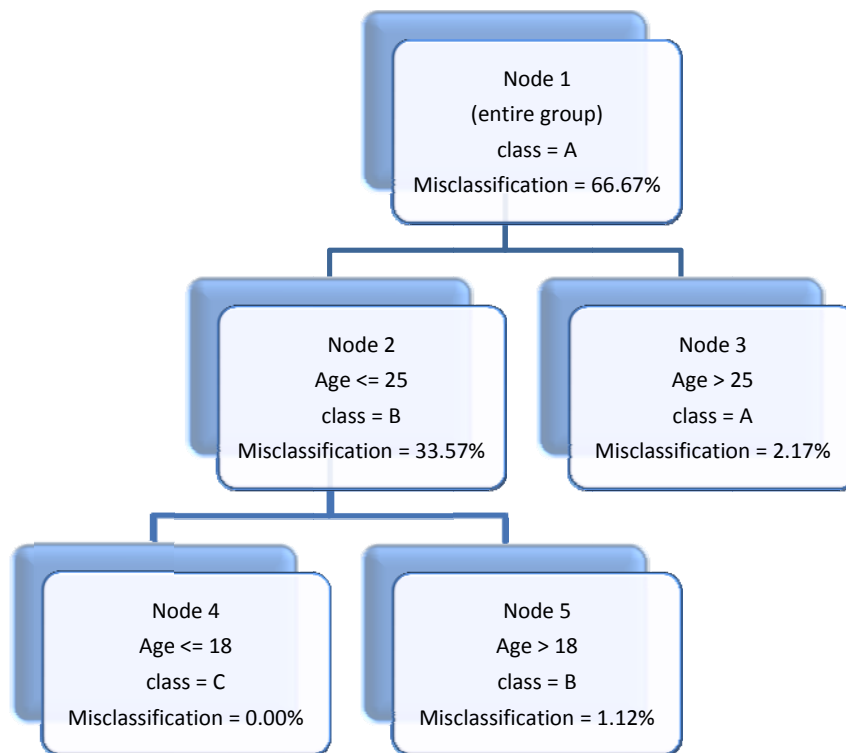 Node 1
(entire group)
class = A
Misclassification = 66.67%
Node 2
Age <= 25
class = B
Misclassification = 33.57%
Node 3
Age > 25
class = A
Misclassification = 2.17%
Node 4
Age <= 18
class = C
Misclassification = 0.00%
Node 5
Age > 18
class = B
Misclassification = 1.12%